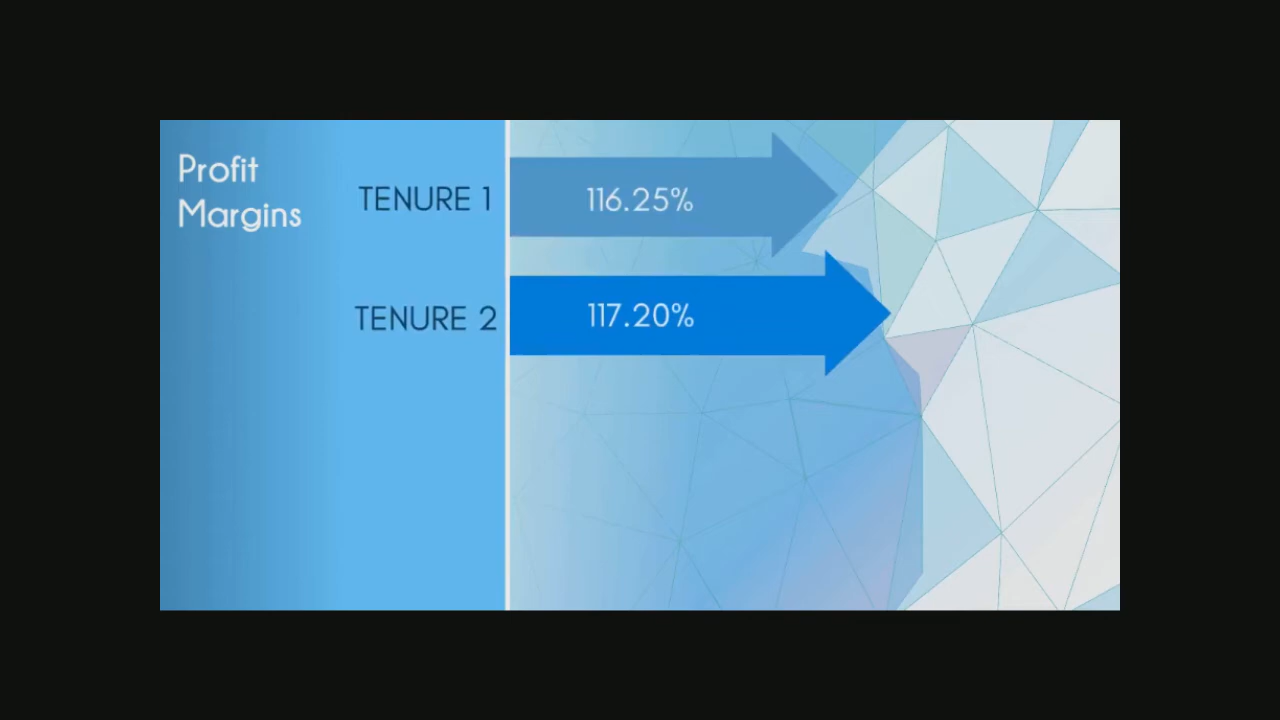 Profit
Margins
TENURE 1
116.25%
TENURE 2
117.20%